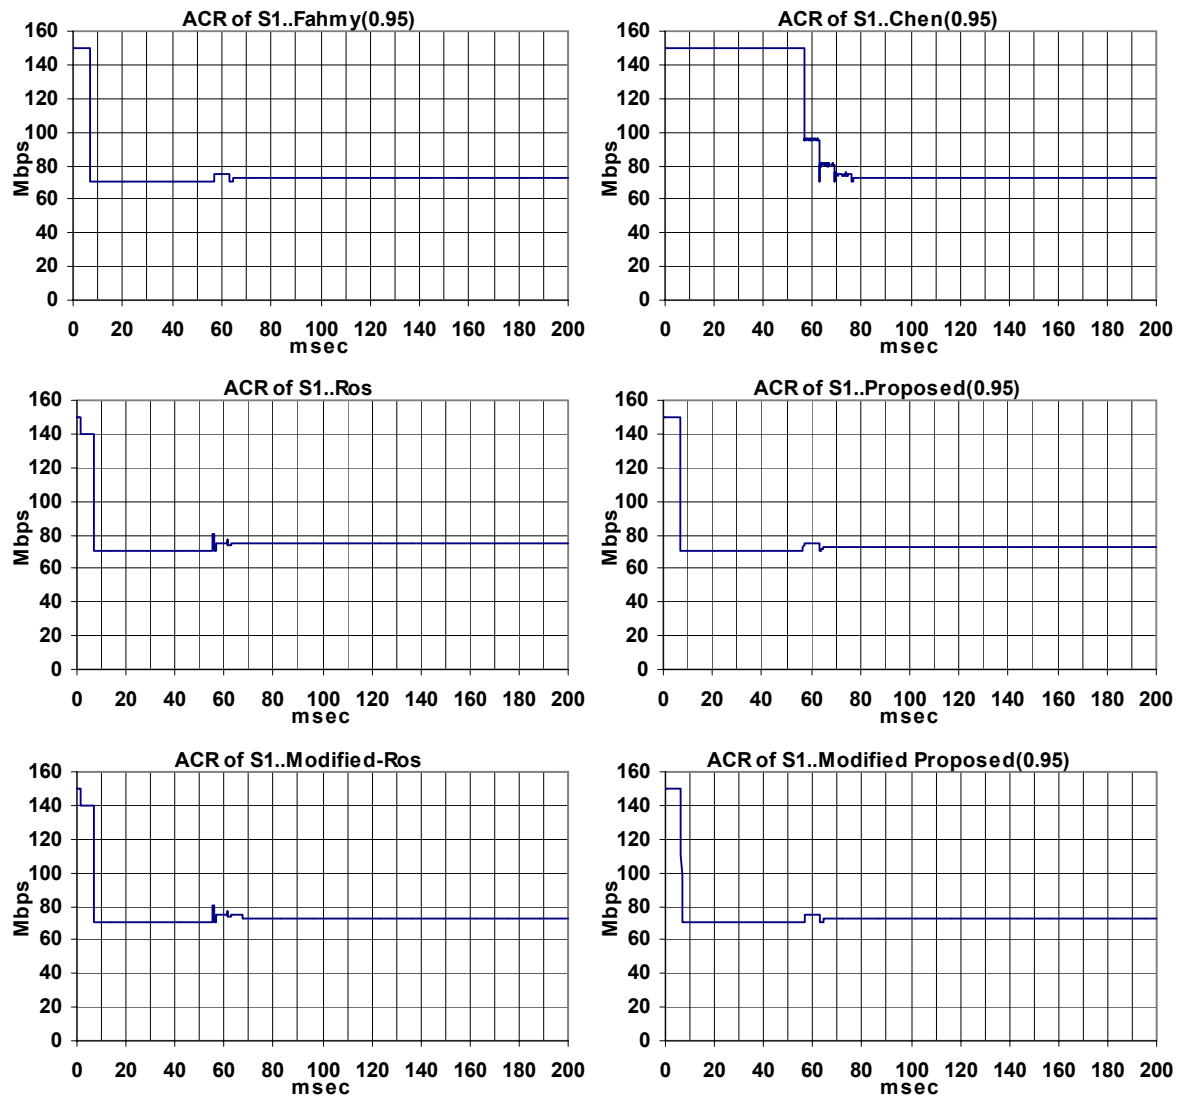 ACR of S1..Fahmy(0.95)
160
140
120
100
80
60
40
20
0
Mbps
0 20 40 60 80 100 120 140 160 180 200
msec
ACR of S1..Chen(0.95)
160
140
120
100
80
60
40
20
0
Mbps
0 20 40 60 80 100 120 140 160 180 200
msec
ACR of S1..Ros
160
140
120
100
80
60
40
20
0
Mbps
0 20 40 60 80 100 120 140 160 180 200
msec
ACR of S1..Proposed(0.95)
160
140
120
100
80
60
40
20
0
Mbps
0 20 40 60 80 100 120 140 160 180 200
msec
ACR of S1..Modified-Ros
160
140
120
100
80
60
40
20
0
Mbps
0 20 40 60 80 100 120 140 160 180 200
msec
ACR of S1..Modified Proposed(0.95)
160
140
120
100
80
60
40
20
0
Mbps
0 20 40 60 80 100 120 140 160 180 200
msec